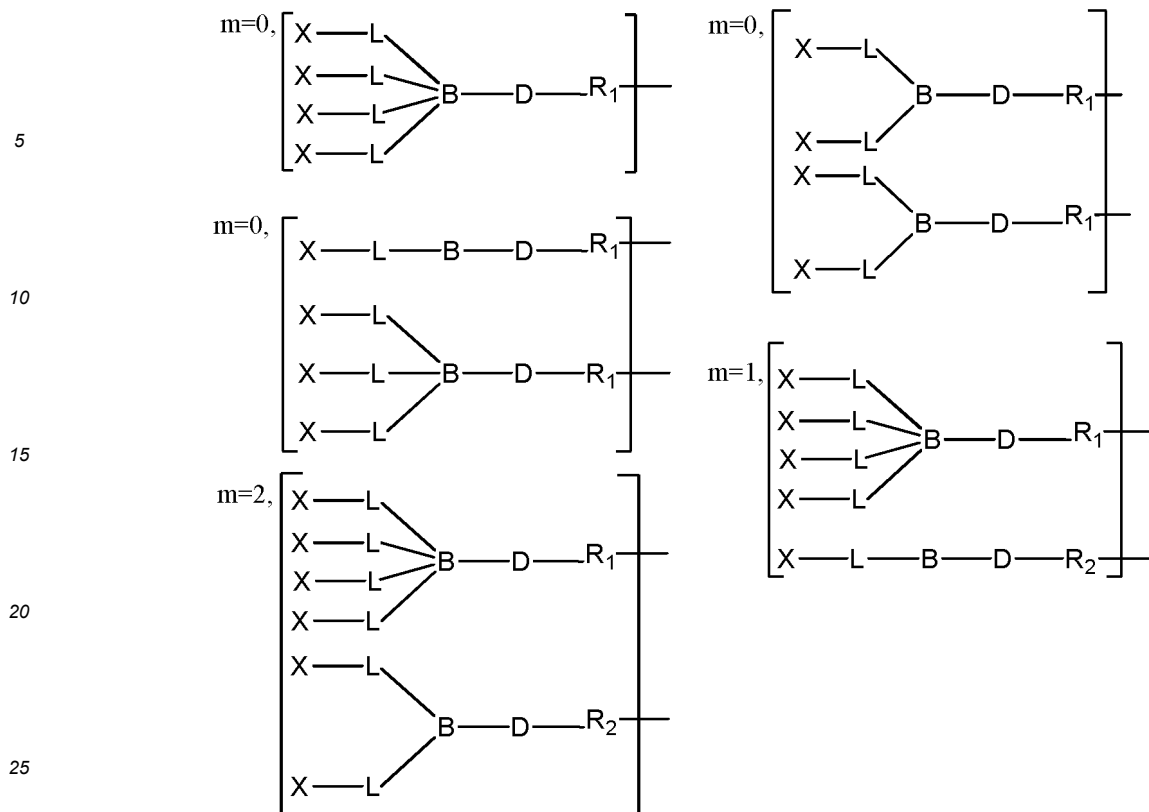 m=0,
X L
X L
X L
X L
B D R₁
m=0,
X L
X L
B D R₁
X L
X L
B D R₁
5
m=0,
X L B D R₁
X L
X L B D R₁
X L
10
m=1,
X L
X L
X L
X L
B D R₁
X L B D R₂
15
m=2,
X L
X L
X L
X L
B D R₁
20
X L
X L
B D R₂
25